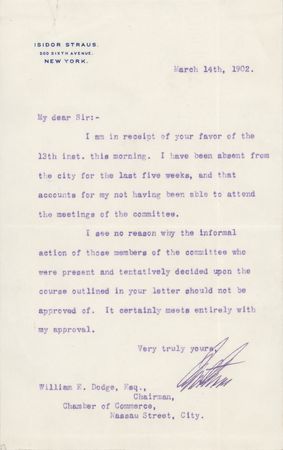 ISIDOR STRAUS.
NEW YORK.
March 14th, 1902.
My dear Sir:-
I am in receipt of your favor of the
13th inst. this morning. I have been absent from
the city for the last five weeks, and that
accounts for my not having been able to attend
the meetings of the committee.
I see no reason why the informal
action of those members of the committee who
were present and tentatively decided upon the
course outlined in your letter should not be
approved of. It certainly meets entirely with
my approval.
Very truly yours,
William E. Dodge, Esq.,
Chairman,
Chamber of Commerce,
Nassau Street, City.